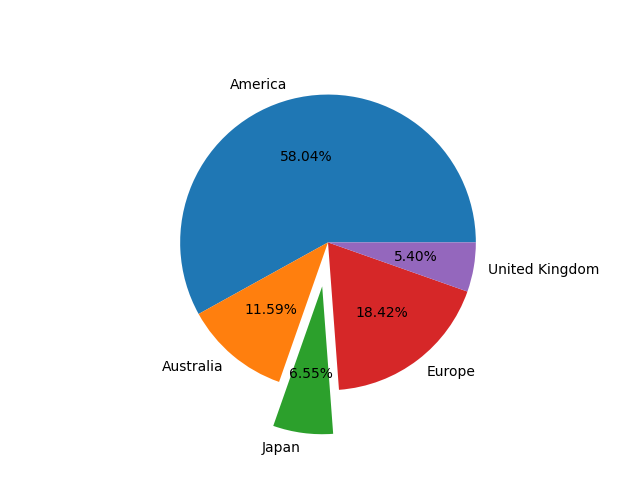 America
58.04%
5.40%
United Kingdom
11.59%
18.42%
Australia
Europe
6.55%
Japan